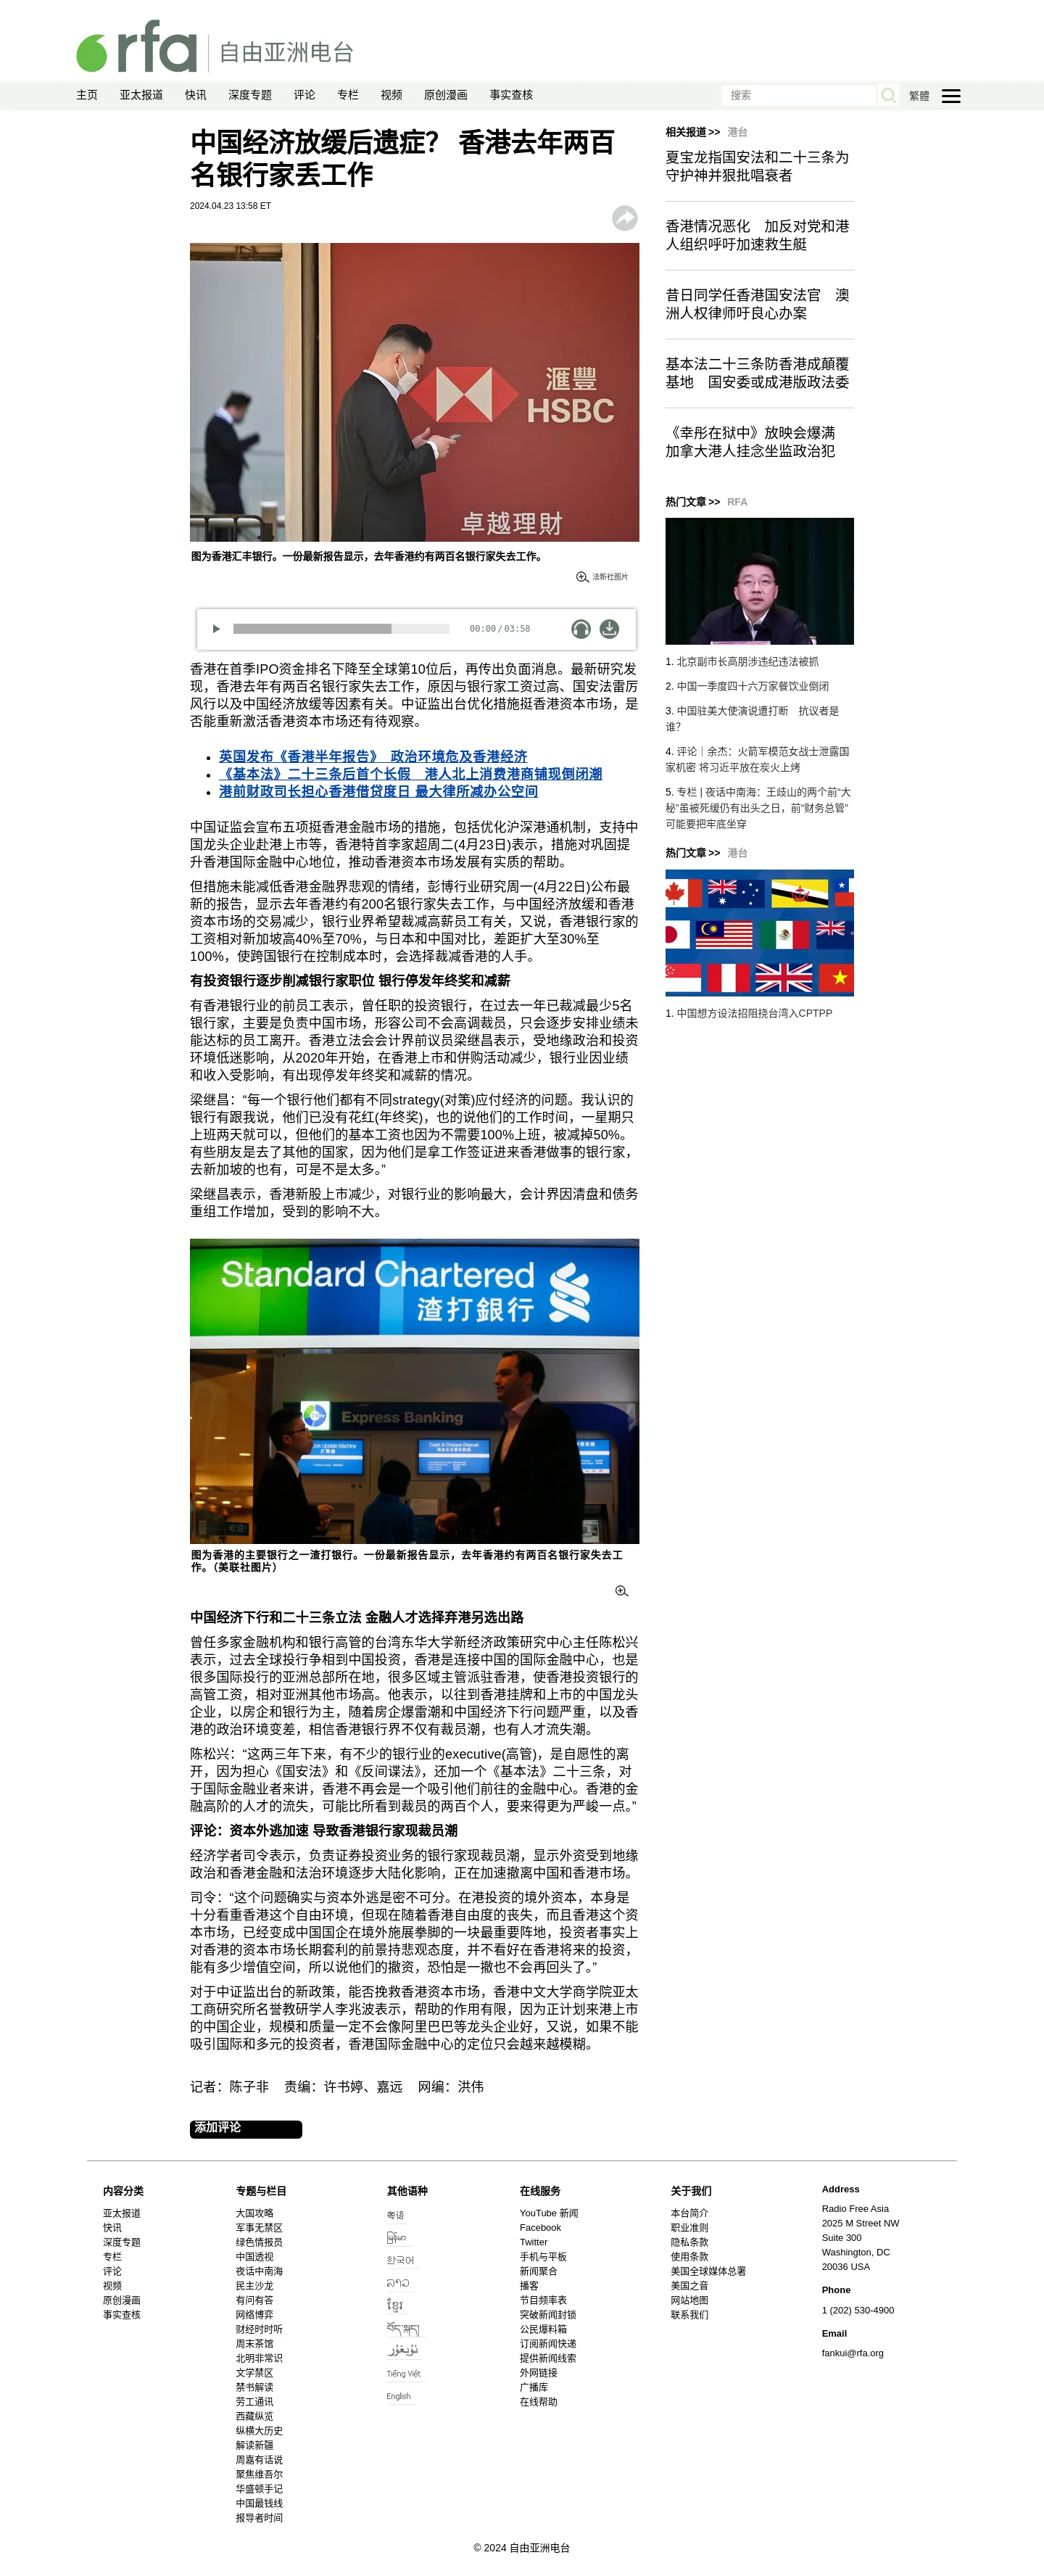 rfa 自由亚洲电台
主页 亚太报道 快讯 深度专题 评论 专栏 视频 原创漫画 事实查核 搜索 繁體
中国经济放缓后遗症？ 香港去年两百
名银行家丢工作
2024.04.23 13:58 ET
滙豐
HSBC
卓越理財
图为香港汇丰银行。一份最新报告显示，去年香港约有两百名银行家失去工作。
法新社图片
00:00 / 03:58
香港在首季IPO资金排名下降至全球第10位后，再传出负面消息。最新研究发
现，香港去年有两百名银行家失去工作，原因与银行家工资过高、国安法雷厉
风行以及中国经济放缓等因素有关。中证监出台优化措施挺香港资本市场，是
否能重新激活香港资本市场还有待观察。
英国发布《香港半年报告》 政治环境危及香港经济
《基本法》二十三条后首个长假 港人北上消费港商铺现倒闭潮
港前财政司长担心香港借贷度日 最大律所减办公空间
中国证监会宣布五项挺香港金融市场的措施，包括优化沪深港通机制，支持中
国龙头企业赴港上市等，香港特首李家超周二(4月23日)表示，措施对巩固提
升香港国际金融中心地位，推动香港资本市场发展有实质的帮助。
但措施未能减低香港金融界悲观的情绪，彭博行业研究周一(4月22日)公布最
新的报告，显示去年香港约有200名银行家失去工作，与中国经济放缓和香港
资本市场的交易减少，银行业界希望裁减高薪员工有关，又说，香港银行家的
工资相对新加坡高40%至70%，与日本和中国对比，差距扩大至30%至
100%，使跨国银行在控制成本时，会选择裁减香港的人手。
有投资银行逐步削减银行家职位 银行停发年终奖和减薪
有香港银行业的前员工表示，曾任职的投资银行，在过去一年已裁减最少5名
银行家，主要是负责中国市场，形容公司不会高调裁员，只会逐步安排业绩未
能达标的员工离开。香港立法会会计界前议员梁继昌表示，受地缘政治和投资
环境低迷影响，从2020年开始，在香港上市和併购活动减少，银行业因业绩
和收入受影响，有出现停发年终奖和减薪的情况。
梁继昌：“每一个银行他们都有不同strategy(对策)应付经济的问题。我认识的
银行有跟我说，他们已没有花红(年终奖)，也的说他们的工作时间，一星期只
上班两天就可以，但他们的基本工资也因为不需要100%上班，被减掉50%。
有些朋友是去了其他的国家，因为他们是拿工作签证进来香港做事的银行家，
去新加坡的也有，可是不是太多。”
梁继昌表示，香港新股上市减少，对银行业的影响最大，会计界因清盘和债务
重组工作增加，受到的影响不大。
Standard Chartered
渣打銀行
Express Banking
图为香港的主要银行之一渣打银行。一份最新报告显示，去年香港约有两百名银行家失去工
作。（美联社图片）
中国经济下行和二十三条立法 金融人才选择弃港另选出路
曾任多家金融机构和银行高管的台湾东华大学新经济政策研究中心主任陈松兴
表示，过去全球投行争相到中国投资，香港是连接中国的国际金融中心，也是
很多国际投行的亚洲总部所在地，很多区域主管派驻香港，使香港投资银行的
高管工资，相对亚洲其他市场高。他表示，以往到香港挂牌和上市的中国龙头
企业，以房企和银行为主，随着房企爆雷潮和中国经济下行问题严重，以及香
港的政治环境变差，相信香港银行界不仅有裁员潮，也有人才流失潮。
陈松兴：“这两三年下来，有不少的银行业的executive(高管)，是自愿性的离
开，因为担心《国安法》和《反间谍法》，还加一个《基本法》二十三条，对
于国际金融业者来讲，香港不再会是一个吸引他们前往的金融中心。香港的金
融高阶的人才的流失，可能比所看到裁员的两百个人，要来得更为严峻一点。”
评论：资本外逃加速 导致香港银行家现裁员潮
经济学者司令表示，负责证券投资业务的银行家现裁员潮，显示外资受到地缘
政治和香港金融和法治环境逐步大陆化影响，正在加速撤离中国和香港市场。
司令：“这个问题确实与资本外逃是密不可分。在港投资的境外资本，本身是
十分看重香港这个自由环境，但现在随着香港自由度的丧失，而且香港这个资
本市场，已经变成中国国企在境外施展拳脚的一块最重要阵地，投资者事实上
对香港的资本市场长期套利的前景持悲观态度，并不看好在香港将来的投资，
能有多少增值空间，所以说他们的撤资，恐怕是一撤也不会再回头了。”
对于中证监出台的新政策，能否挽救香港资本市场，香港中文大学商学院亚太
工商研究所名誉教研学人李兆波表示，帮助的作用有限，因为正计划来港上市
的中国企业，规模和质量一定不会像阿里巴巴等龙头企业好，又说，如果不能
吸引国际和多元的投资者，香港国际金融中心的定位只会越来越模糊。
记者：陈子非 责编：许书婷、嘉远 网编：洪伟
添加评论
相关报道 >> 港台
夏宝龙指国安法和二十三条为
守护神并狠批唱衰者
香港情况恶化 加反对党和港
人组织呼吁加速救生艇
昔日同学任香港国安法官 澳
洲人权律师吁良心办案
基本法二十三条防香港成颠覆
基地 国安委或成港版政法委
《幸彤在狱中》放映会爆满
加拿大港人挂念坐监政治犯
热门文章 >> RFA
1. 北京副市长高朋涉违纪违法被抓
2. 中国一季度四十六万家餐饮业倒闭
3. 中国驻美大使演说遭打断 抗议者是
谁？
4. 评论｜余杰：火箭军模范女战士泄露国
家机密 将习近平放在炭火上烤
5. 专栏 | 夜话中南海：王歧山的两个前“大
秘”虽被死缓仍有出头之日，前“财务总管”
可能要把牢底坐穿
热门文章 >> 港台
1. 中国想方设法招阻挠台湾入CPTPP
内容分类
亚太报道
快讯
深度专题
专栏
评论
视频
原创漫画
事实查核
专题与栏目
大国攻略
军事无禁区
绿色情报员
中国透视
夜话中南海
民主沙龙
有问有答
网络博弈
财经时时听
周末茶馆
北明非常识
文学禁区
禁书解读
劳工通讯
西藏纵览
纵横大历史
解读新疆
周嘉有话说
聚焦维吾尔
华盛顿手记
中国最钱线
报导者时间
其他语种
粤语
မြန်မာ
한국어
ລາວ
ខ្មែរ
བོད་སྐད།
ئۇيغۇر
Tiếng Việt
English
在线服务
YouTube 新闻
Facebook
Twitter
手机与平板
新闻聚合
播客
节目频率表
突破新闻封锁
公民爆料箱
订阅新闻快递
提供新闻线索
外网链接
广播库
在线帮助
关于我们
本台简介
职业准则
隐私条款
使用条款
美国全球媒体总署
美国之音
网站地图
联系我们
Address
Radio Free Asia
2025 M Street NW
Suite 300
Washington, DC
20036 USA
Phone
1 (202) 530-4900
Email
fankui@rfa.org
© 2024 自由亚洲电台